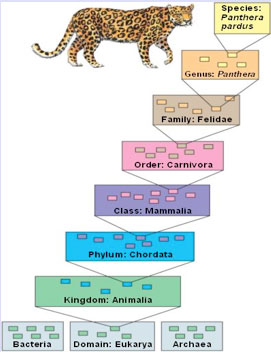 Species:
Panthera
pardus
Genus: Panthera
Family: Felidae
Order: Carnivora
Class: Mammalia
Phylum: Chordata
Kingdom: Animalia
Bacteria
Domain: Eukarya
Archaea